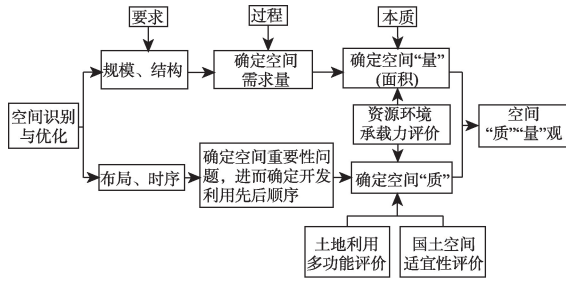 要求
过程
本质
规模、结构
确定空间
需求量
确定空间“量”
(面积)
空间识别
与优化
资源环境
承载力评价
空间
“质”“量”观
布局、时序
确定空间重要性问
题，进而确定开发
利用先后顺序
确定空间“质”
土地利用
多功能评价
国土空间
适宜性评价